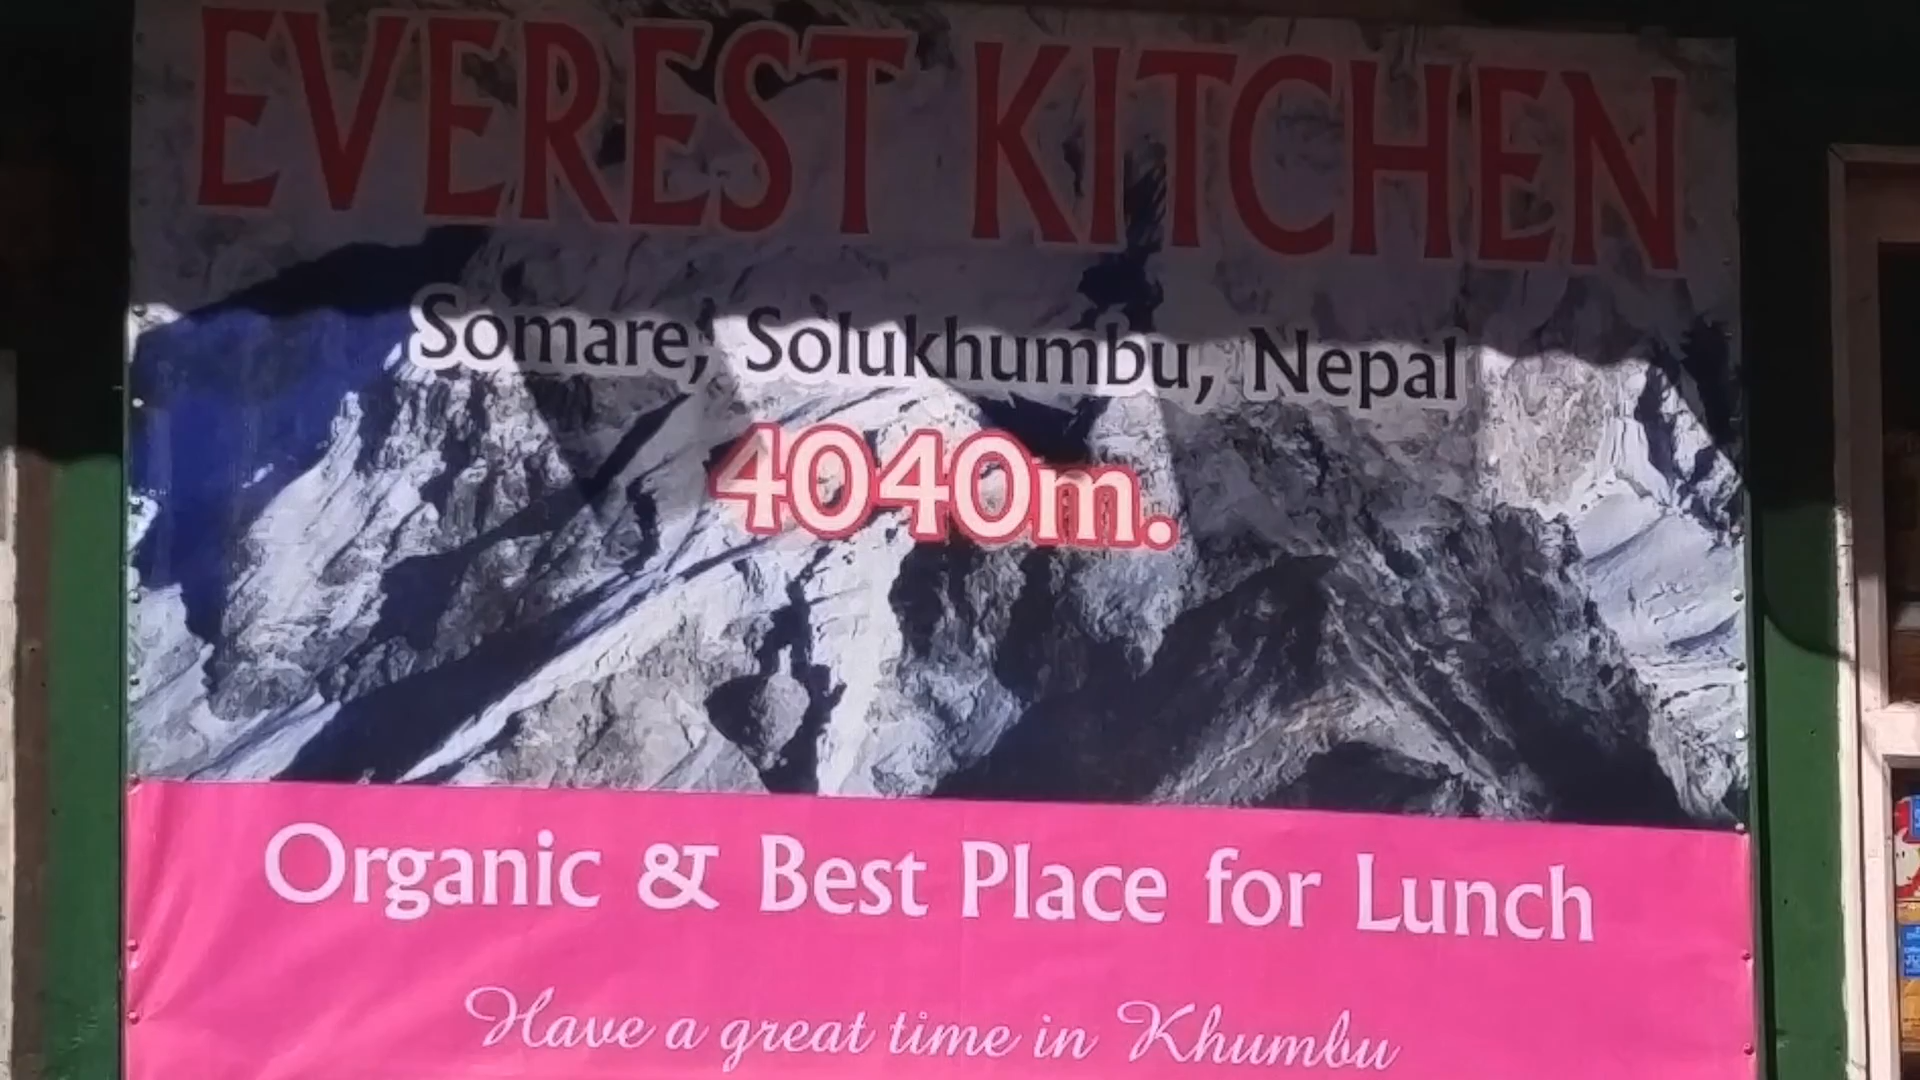 EVEREST KITCHEN
Somare, Solukhumbu, Nepal
4040m.
Organic & Best Place for Lunch
Have a great time in Khumbu